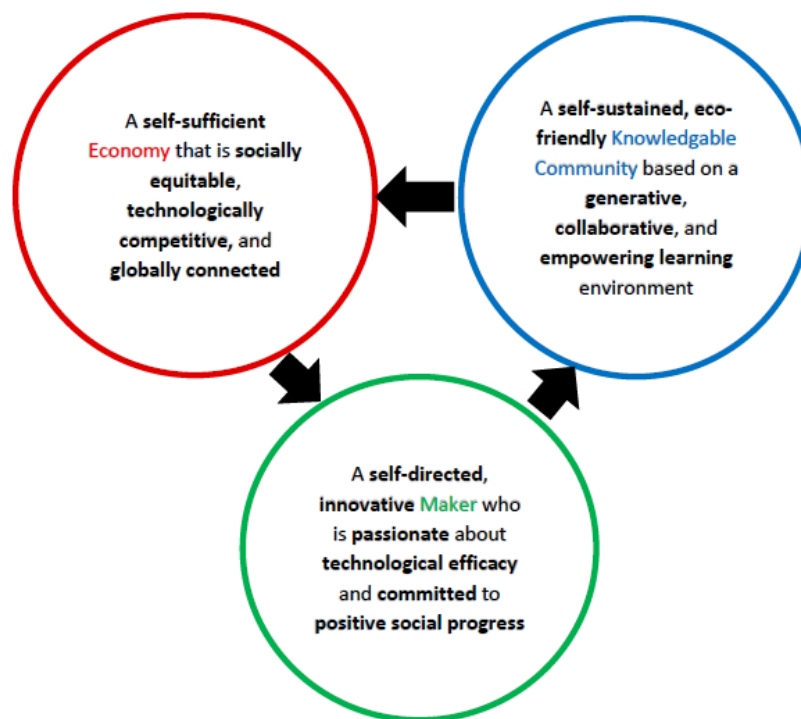 A self-sufficient
Economy that is socially
equitable,
technologically
competitive, and
globally connected
A self-sustained, eco-
friendly Knowledgable
Community based on a
generative,
collaborative, and
empowering learning
environment
A self-directed,
innovative Maker who
is passionate about
technological efficacy
and committed to
positive social progress